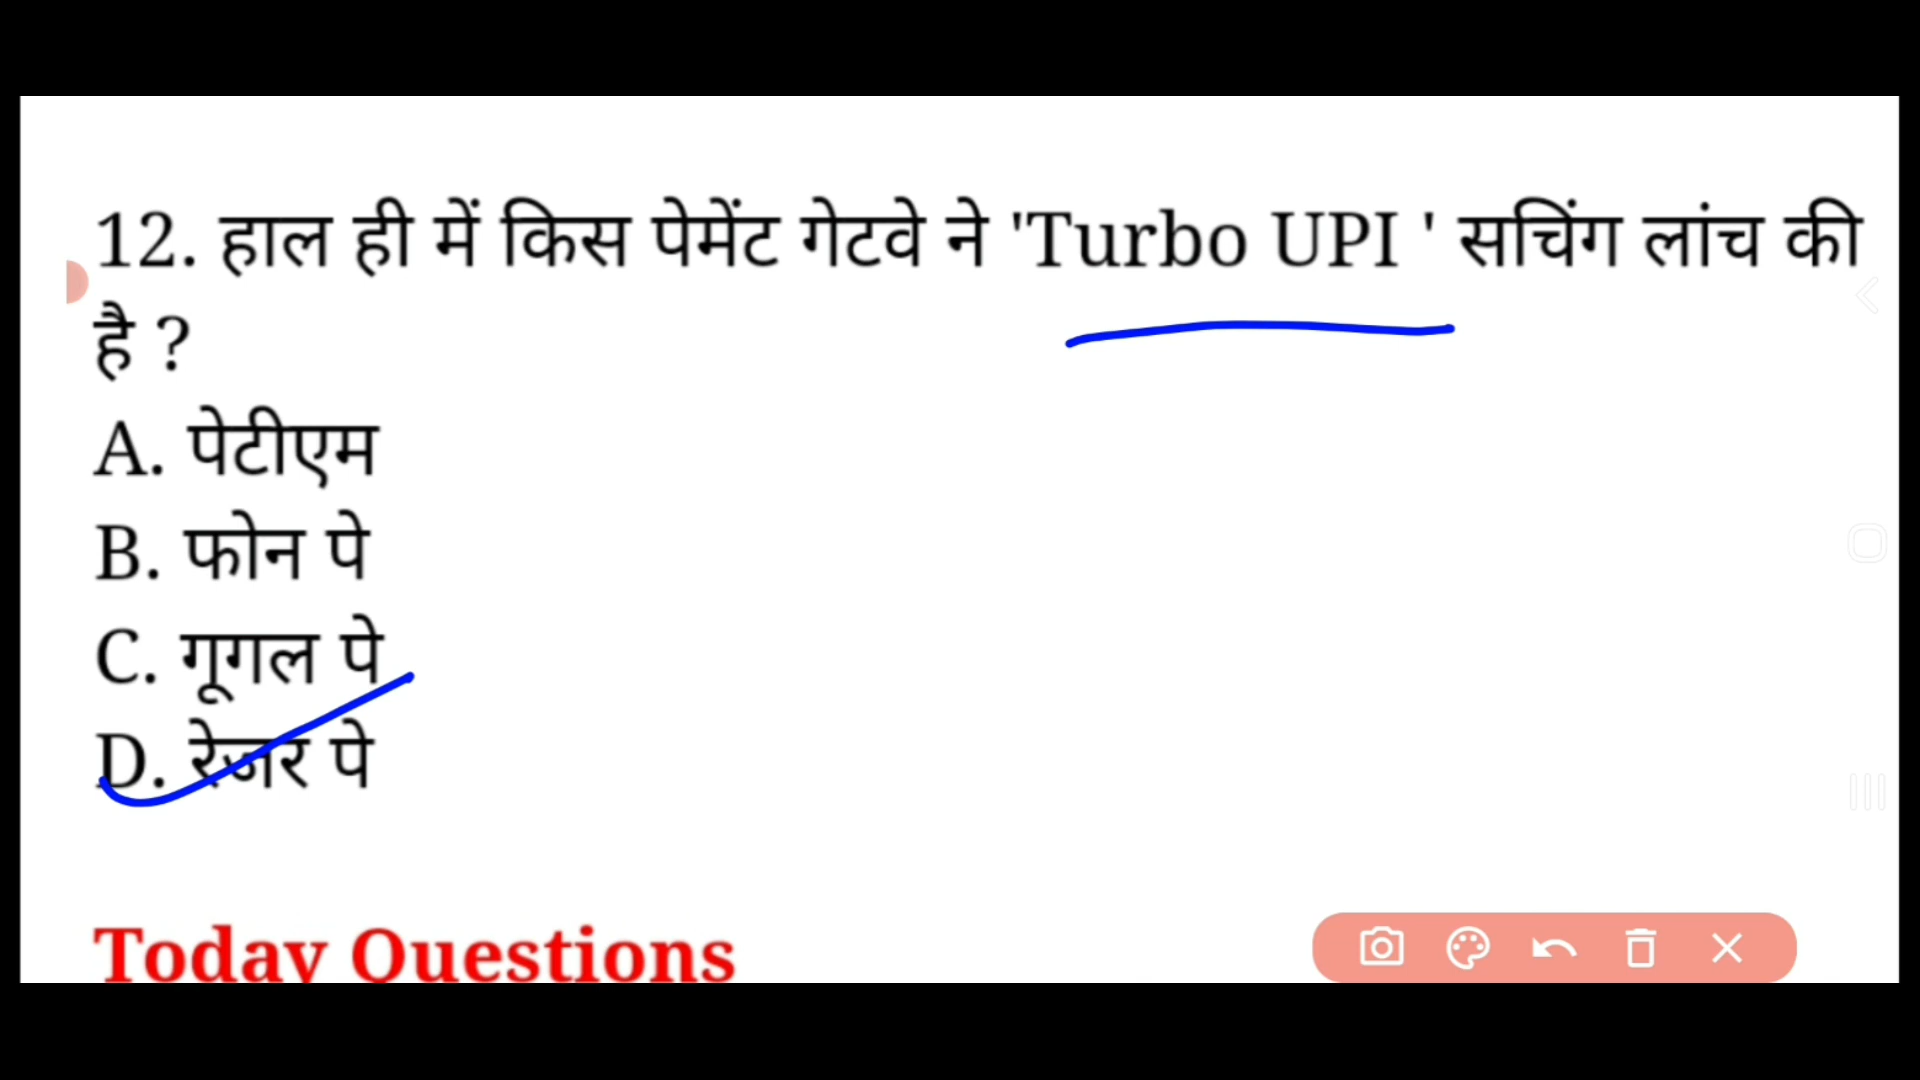 12. हाल ही में किस पेमेंट गेटवे ने 'Turbo UPI ' सचिंग लांच की
है ?
A. पेटीएम
B. फोन पे
C. गूगल पे
D. रेजर पे
Today Questions